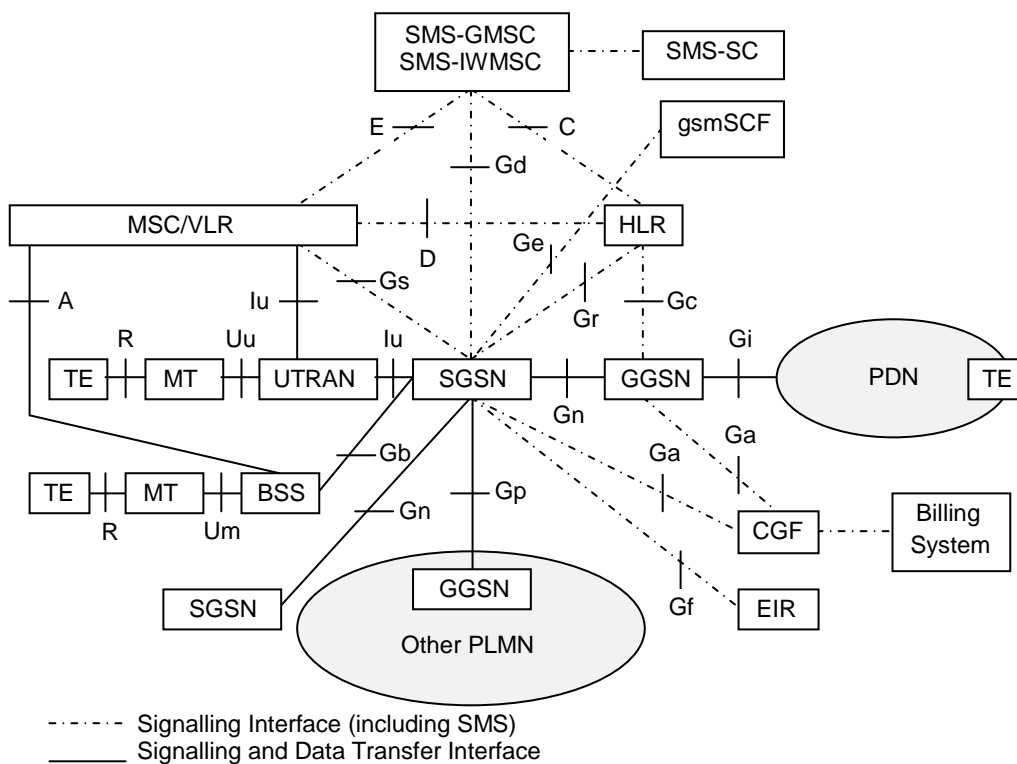 SMS-GMSC
SMS-IWMSC
SMS-SC
gsmSCF
E
C
Gd
MSC/VLR
HLR
D
Ge
Gs
A
Iu
Gr
Gc
R
Uu
Iu
Gi
TE
MT
UTRAN
SGSN
GGSN
PDN
TE
Gn
Gb
Ga
Ga
TE
MT
BSS
Gp
Gn
R
Um
CGF
Billing
System
SGSN
GGSN
Gf
EIR
Other PLMN
Signalling Interface (including SMS)
Signalling and Data Transfer Interface